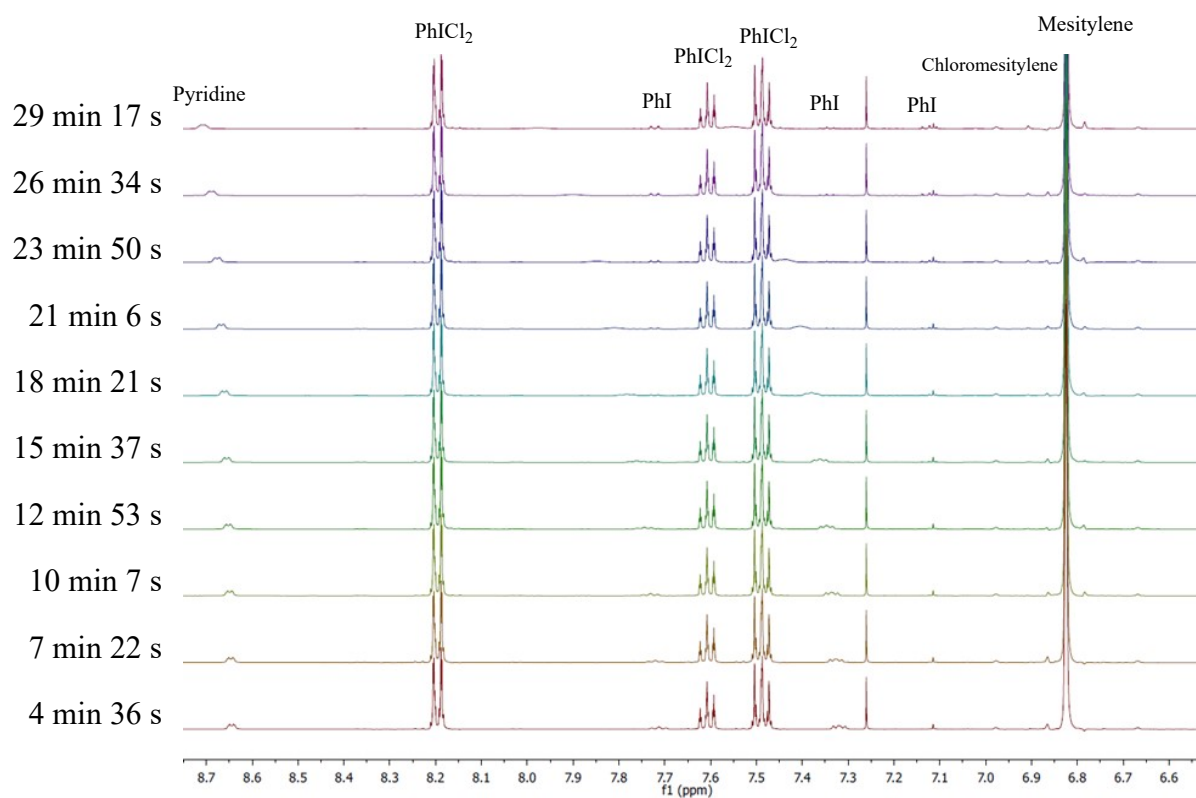 Mesitylene
PhICl2
PhICl2
PhICl2
Chloromesitylene
Pyridine
PhI
PhI
PhI
29 min 17 s
26 min 34 s
23 min 50 s
21 min 6 s
18 min 21 s
15 min 37 s
12 min 53 s
10 min 7 s
7 min 22 s
4 min 36 s
8.7 8.6 8.5 8.4 8.3 8.2 8.1 8.0 7.9 7.8 7.7 7.6 7.5 7.4 7.3 7.2 7.1 7.0 6.9 6.8 6.7 6.6
f1 (ppm)